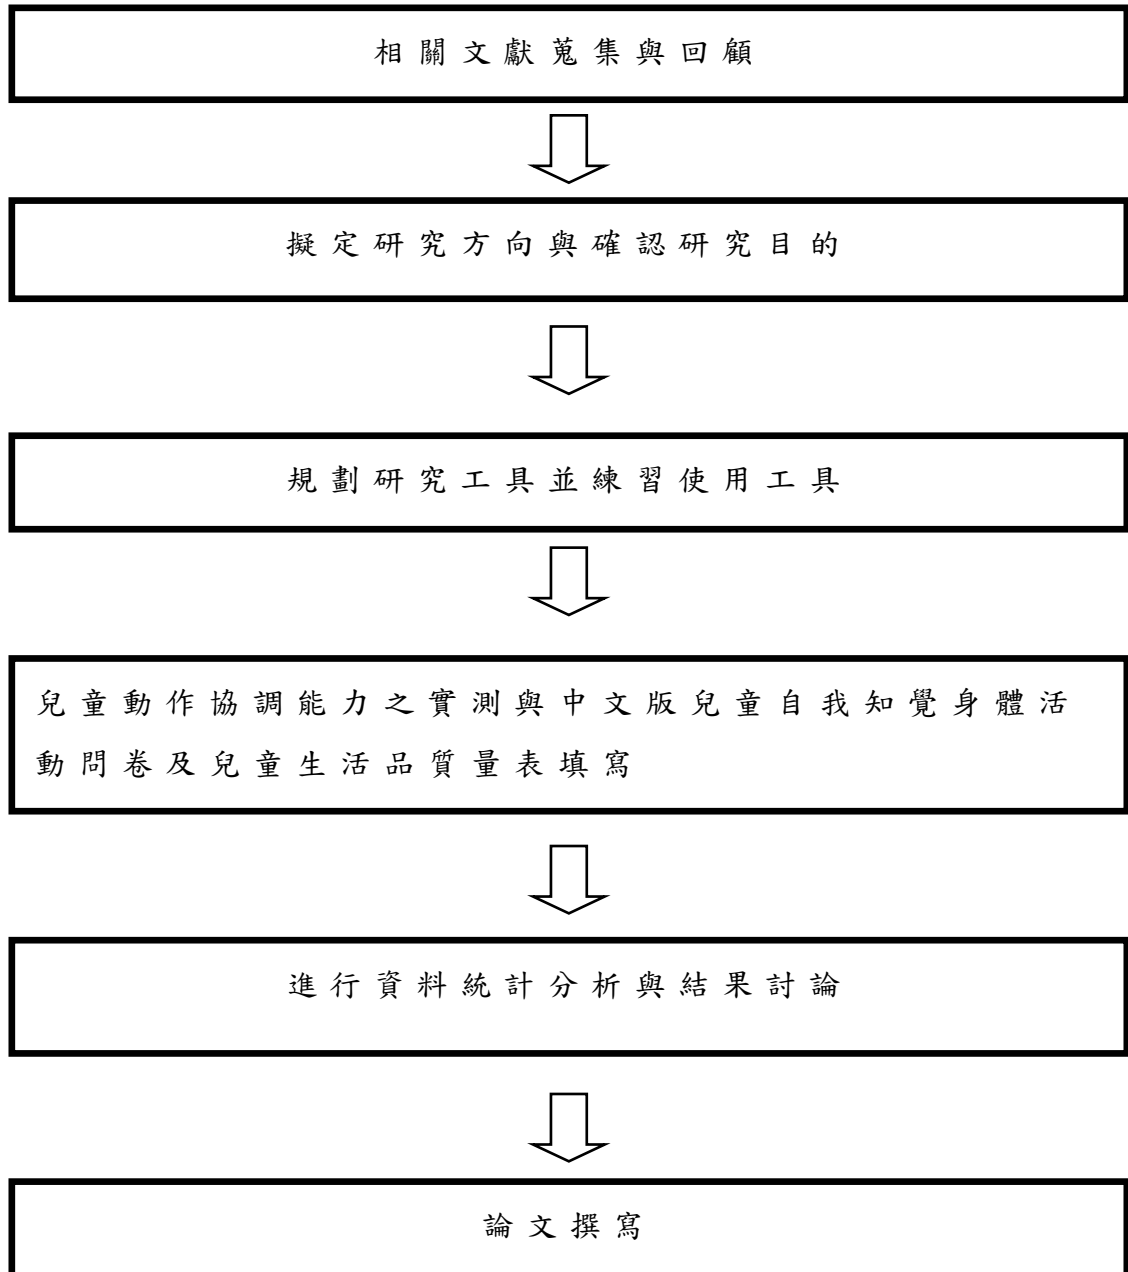 相關文獻蒐集與回顧
擬定研究方向與確認研究目的
規劃研究工具並練習使用工具
兒童動作協調能力之實測與中文版兒童自我知覺身體活
動問卷及兒童生活品質量表填寫
進行資料統計分析與結果討論
論文撰寫